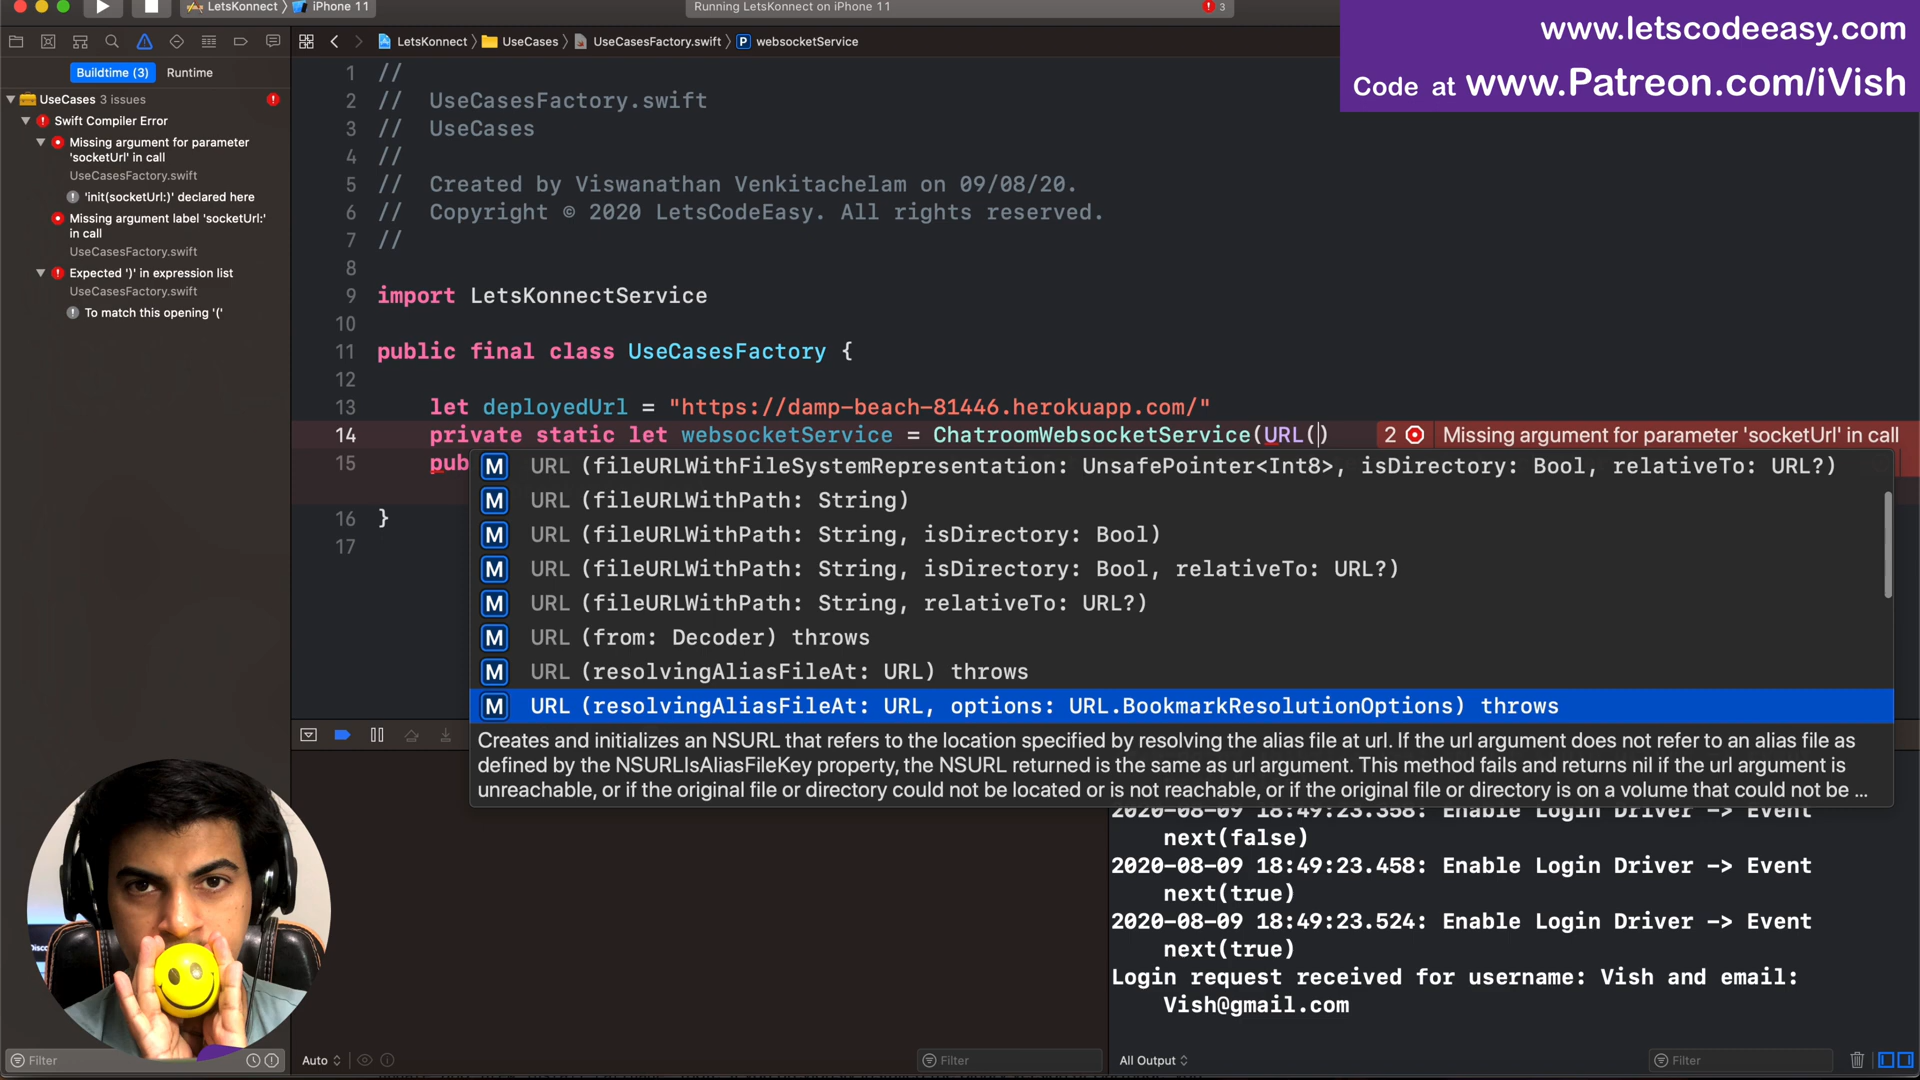 LetsKonnect
iPhone 11
Running LetsKonnect on iPhone 11
3
www.letscodeeasy.com
Code at www.Patreon.com/iVish
LetsKonnect
UseCases
UseCasesFactory.swift
P
websocketService
Buildtime (3)
Runtime
UseCases 3 issues
Swift Compiler Error
Missing argument for parameter
'socketUrl' in call
UseCasesFactory.swift
'init(socketUrl:)' declared here
Missing argument label 'socketUrl:'
in call
UseCasesFactory.swift
Expected ')' in expression list
UseCasesFactory.swift
To match this opening '('
1 //
2 // UseCasesFactory.swift
3 // UseCases
4 //
5 // Created by Viswanathan Venkitachelam on 09/08/20.
6 // Copyright © 2020 LetsCodeEasy. All rights reserved.
7 //
8
9 import LetsKonnectService
10
11 public final class UseCasesFactory {
12
13 let deployedUrl = "https://damp-beach-81446.herokuapp.com/"
14 private static let websocketService = ChatroomWebsocketService(URL()
2 Missing argument for parameter 'socketUrl' in call
15 pub
16 }
17
M URL (fileURLWithFileSystemRepresentation: UnsafePointer<Int8>, isDirectory: Bool, relativeTo: URL?)
M URL (fileURLWithPath: String)
M URL (fileURLWithPath: String, isDirectory: Bool)
M URL (fileURLWithPath: String, isDirectory: Bool, relativeTo: URL?)
M URL (fileURLWithPath: String, relativeTo: URL?)
M URL (from: Decoder) throws
M URL (resolvingAliasFileAt: URL) throws
M URL (resolvingAliasFileAt: URL, options: URL.BookmarkResolutionOptions) throws
Creates and initializes an NSURL that refers to the location specified by resolving the alias file at url. If the url argument does not refer to an alias file as
defined by the NSURLIsAliasFileKey property, the NSURL returned is the same as url argument. This method fails and returns nil if the url argument is
unreachable, or if the original file or directory could not be located or is not reachable, or if the original file or directory is on a volume that could not be ...
2020-08-09 18:49:23.358: Enable Login Driver -> Event
next(false)
2020-08-09 18:49:23.458: Enable Login Driver -> Event
next(true)
2020-08-09 18:49:23.524: Enable Login Driver -> Event
next(true)
Login request received for username: Vish and email:
Vish@gmail.com
Filter
Auto
Filter
All Output
Filter